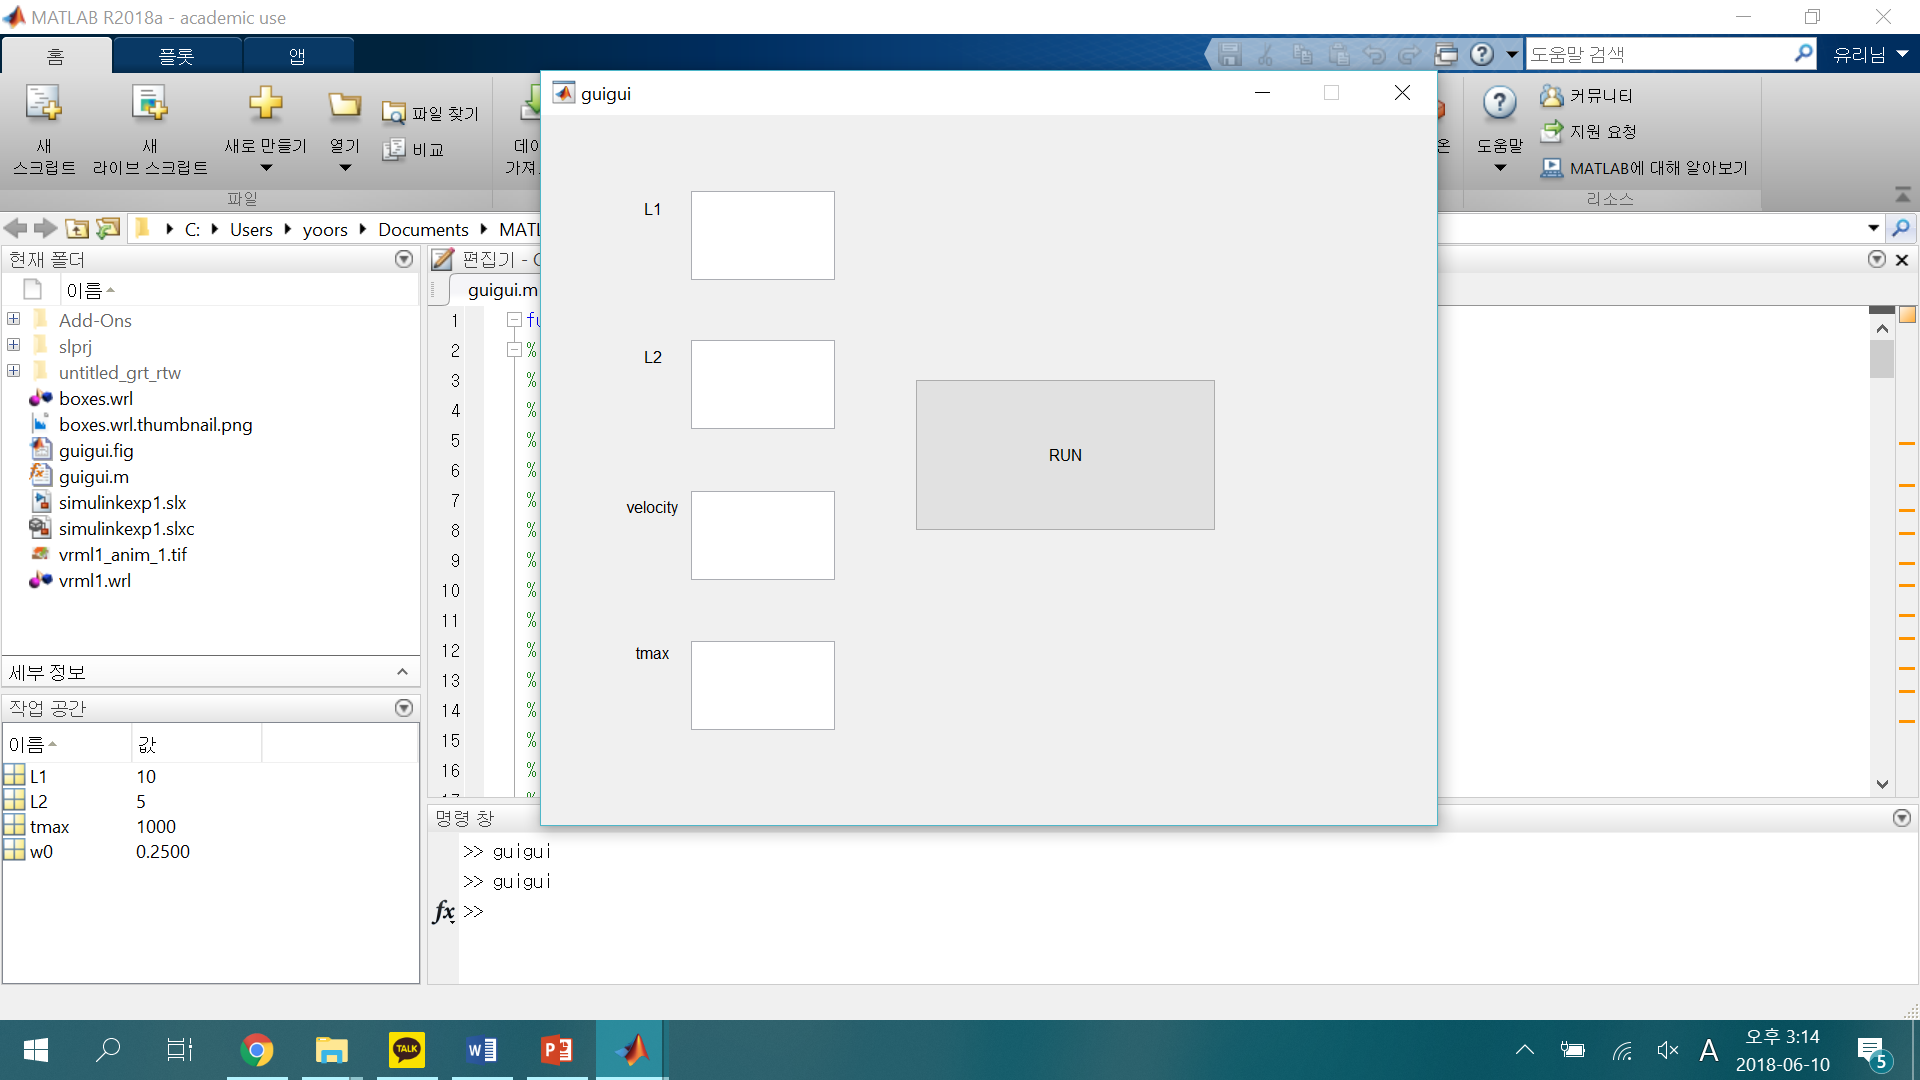 MATLAB R2018a - academic use
홈
플롯
앱
도움말 검색
유리님
새
스크립트
새
라이브 스크립트
새로 만들기
열기
파일 찾기
비교
파일
도움말
커뮤니티
지원 요청
MATLAB에 대해 알아보기
리소스
C: Users yoors Documents
현재 폴더
이름
Add-Ons
slprj
untitled_grt_rtw
boxes.wrl
boxes.wrl.thumbnail.png
guigui.fig
guigui.m
simulinkexp1.slx
simulinkexp1.slxc
vrml1_anim_1.tif
vrml1.wrl
세부 정보
작업 공간
이름 값
L1 10
L2 5
tmax 1000
w0 0.2500
편집기 -
guigui.m
1
2 %
3 %
4 %
5 %
6 %
7 %
8 %
9 %
10 %
11 %
12 %
13 %
14 %
15 %
16 %
guigui
L1
L2
velocity
tmax
RUN
명령 창
>> guigui
>> guigui
fx >>
TALK
A
오후 3:14
2018-06-10
5